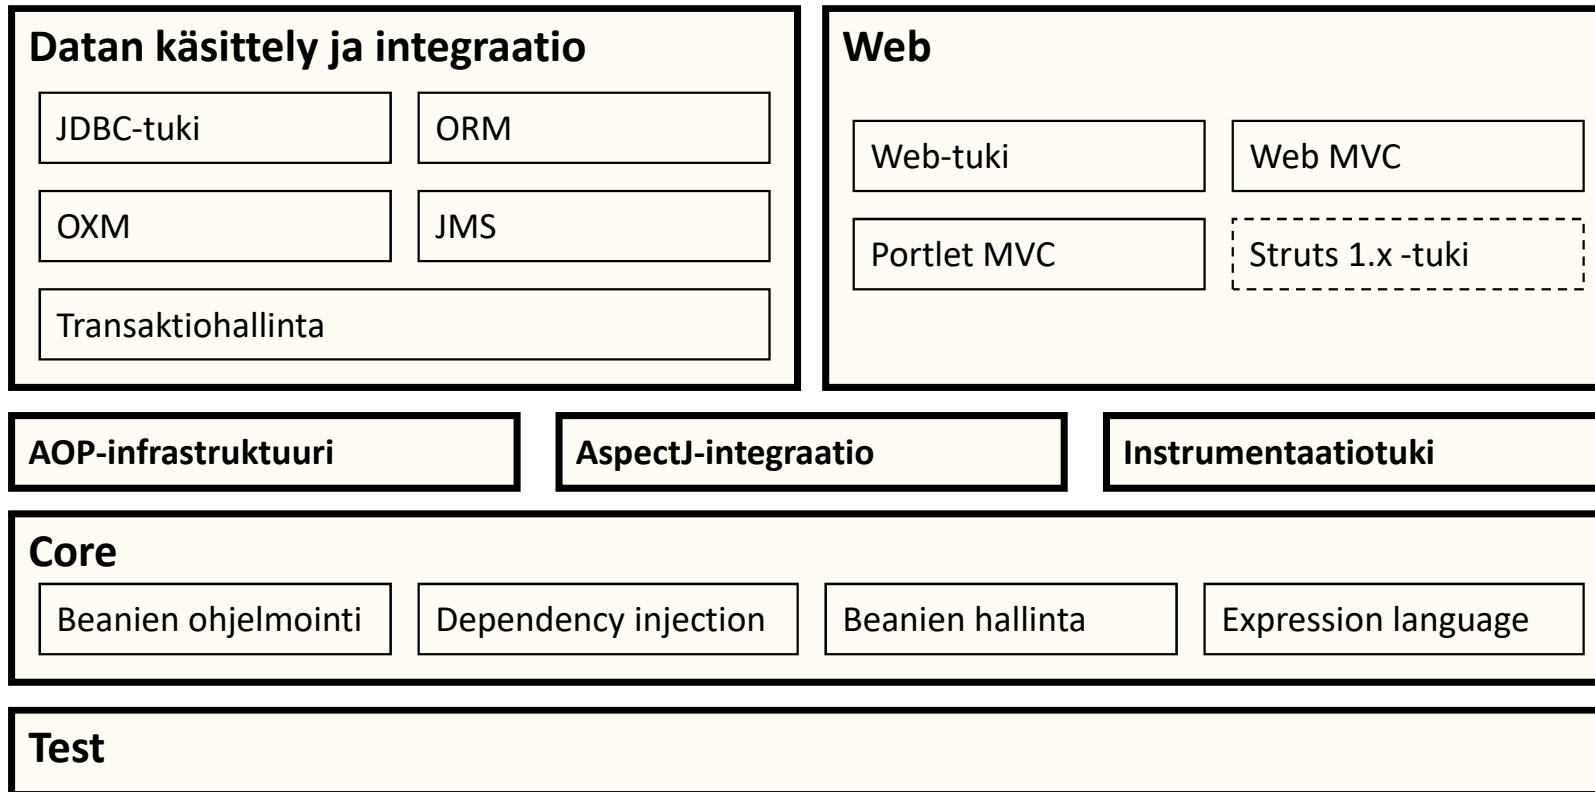 Datan käsittely ja integraatio
JDBC-tuki
ORM
OXM
JMS
Transaktiohallinta
Web
Web-tuki
Web MVC
Portlet MVC
Struts 1.x -tuki
AOP-infrastruktuuri
AspectJ-integraatio
Instrumentaatiotuki
Core
Beanien ohjelmointi
Dependency injection
Beanien hallinta
Expression language
Test